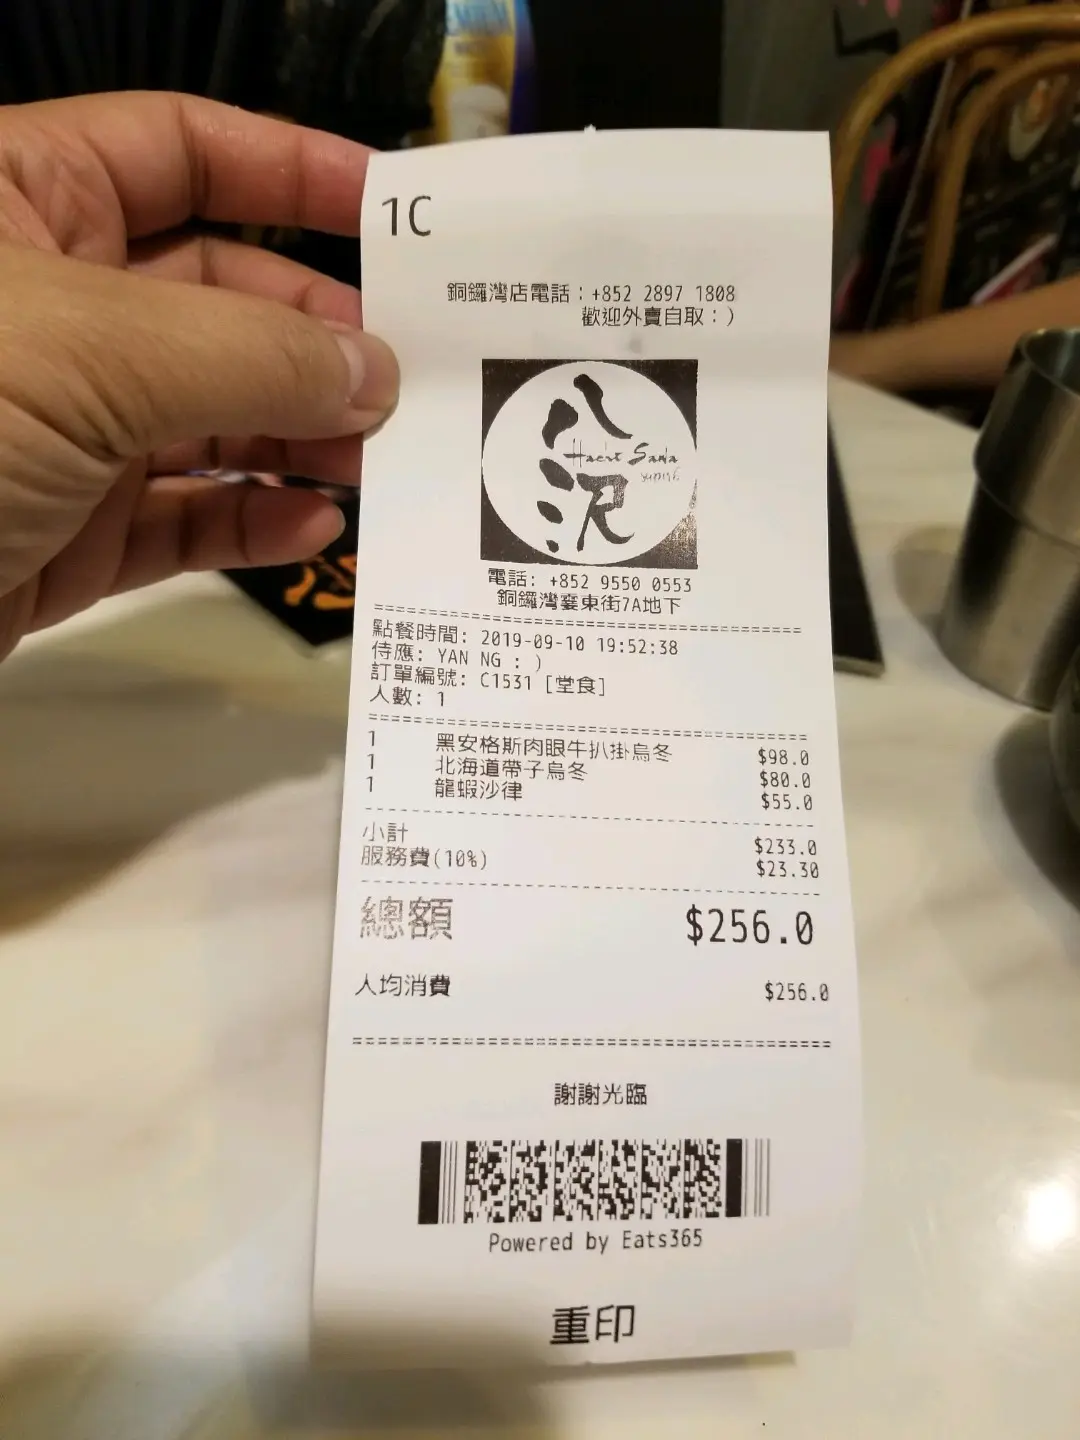 1C
銅鑼灣店電話：+852 2897 1808
歡迎外賣自取：）
八沢
電話: +852 9550 0553
銅鑼灣耀東街7A地下
點餐時間: 2019-09-10 19:52:38
侍應: YAN NG : )
訂單編號: C1531 [堂食]
人數: 1
1 黑安格斯肉眼牛扒掛烏冬 $98.0
1 北海道帶子烏冬 $80.0
1 龍蝦沙律 $55.0
小計 $233.0
服務費(10%) $23.30
總額 $256.0
人均消費 $256.0
謝謝光臨
Powered by Eats365
重印